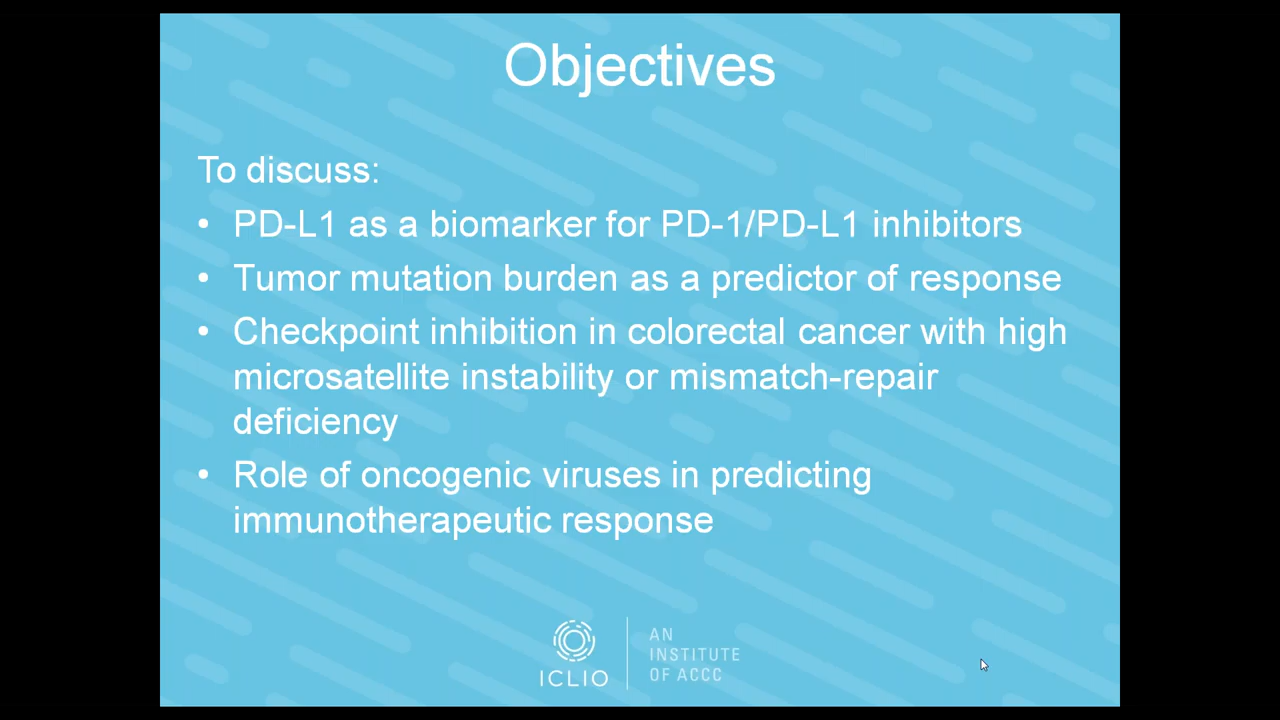 Objectives
To discuss:
• PD-L1 as a biomarker for PD-1/PD-L1 inhibitors
• Tumor mutation burden as a predictor of response
• Checkpoint inhibition in colorectal cancer with high
microsatellite instability or mismatch-repair
deficiency
• Role of oncogenic viruses in predicting
immunotherapeutic response
ICLIO
AN
INSTITUTE
OF ACCC